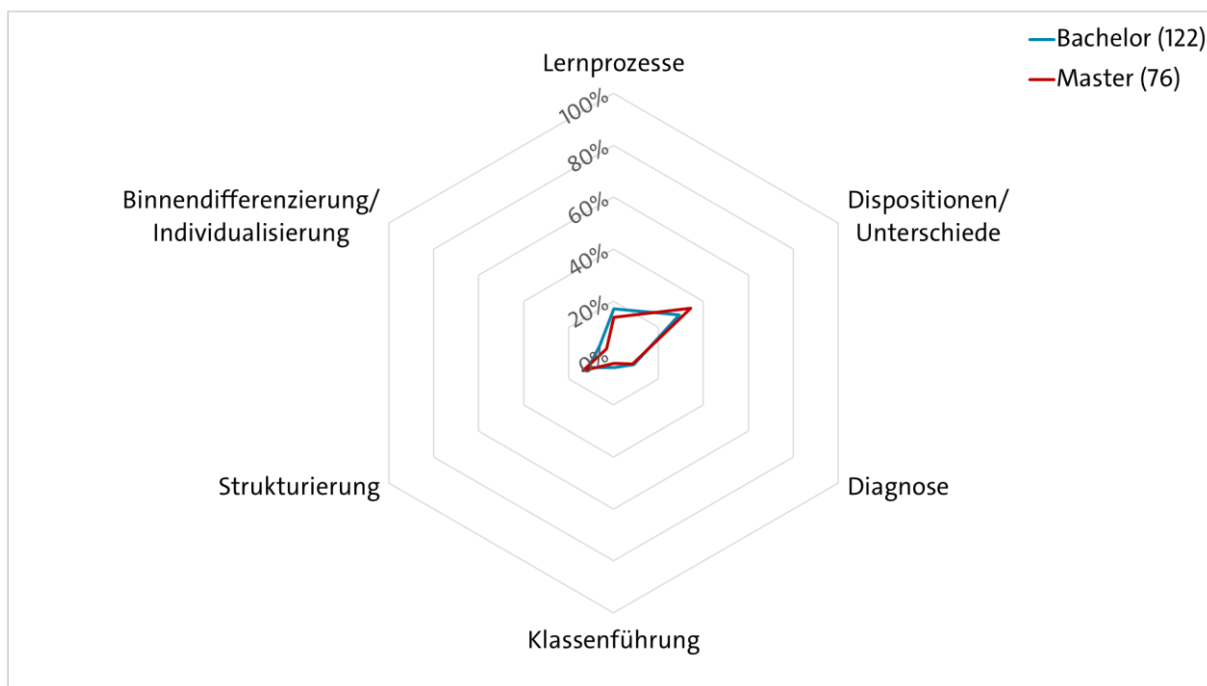 Bachelor (122)
Master (76)
Lernprozesse
100%
80%
60%
40%
20%
0%
Binnendifferenzierung/
Individualisierung
Dispositionen/
Unterschiede
Strukturierung
Diagnose
Klassenführung